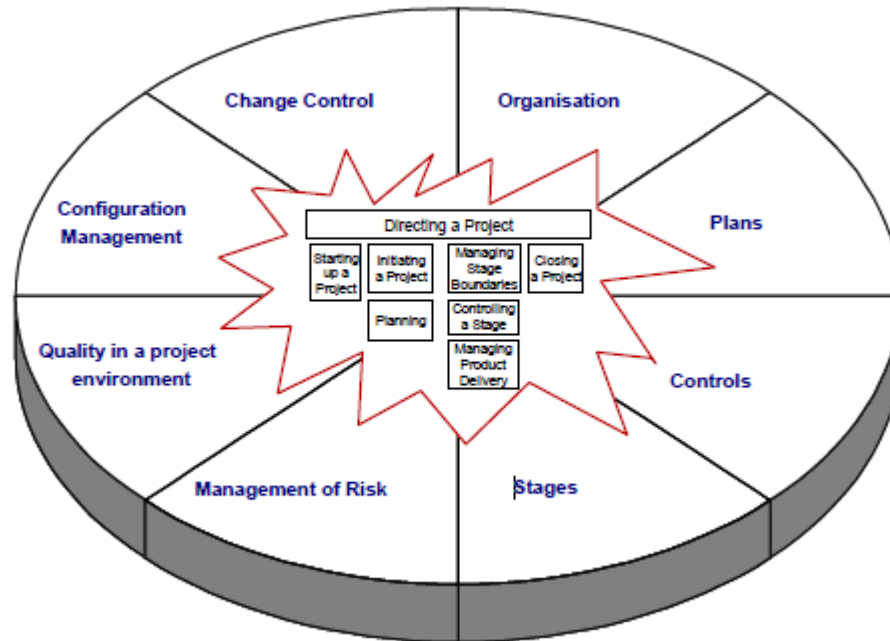 Change Control
Organisation
Configuration
Management
Plans
Directing a Project
Starting
up a
Project
Initiating
a Project
Managing
Stage
Boundaries
Closing
a Project
Planning
Controlling
a Stage
Managing
Product
Delivery
Quality in a project
environment
Controls
Management of Risk
Stages